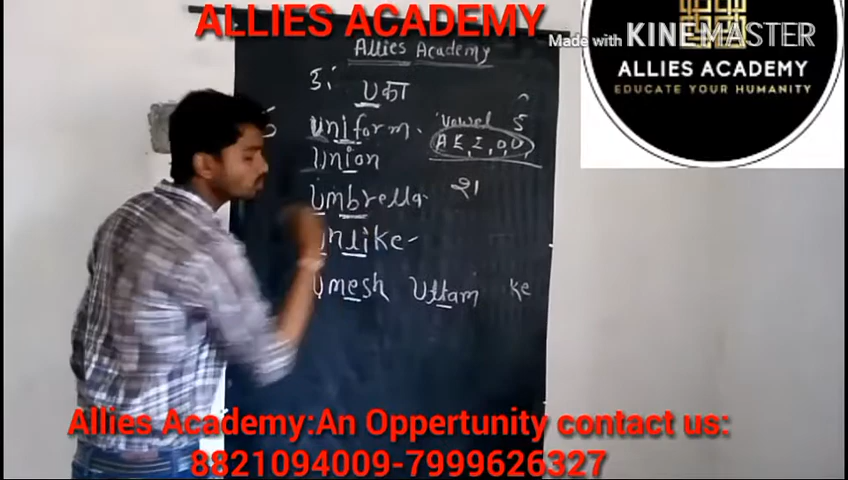 ALLIES ACADEMY
Made with KINEMASTER
ALLIES ACADEMY
EDUCATE YOUR HUMANITY
Allies Academy
उ:
Uका
Uniform. vowel 5
A E, I, O, U,
Union
Umbrella
Unlike-
Umesh Uttam ke
Allies Academy:An Oppertunity contact us:
8821094009-7999626327